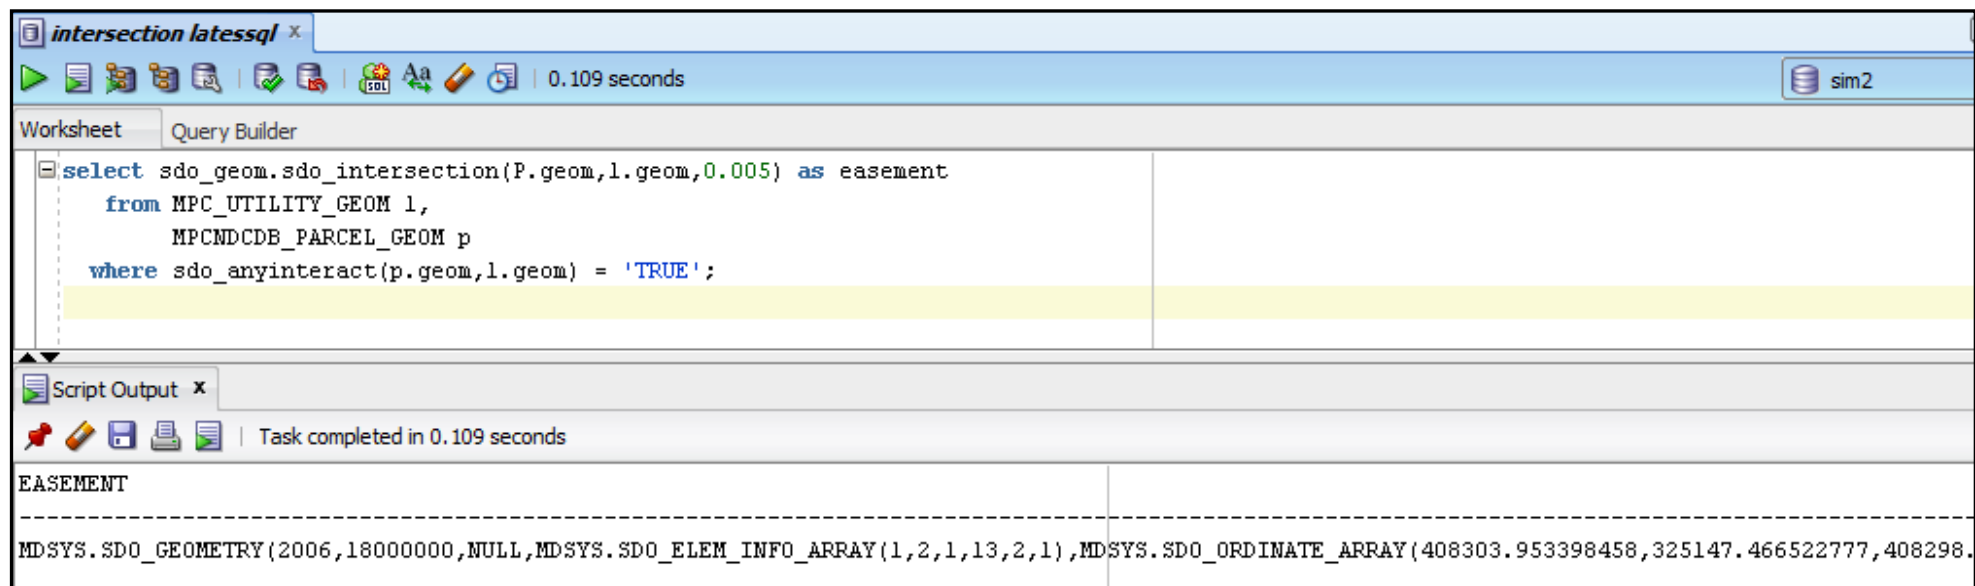 intersection latessql x
SQL Aa 0.109 seconds sim2
Worksheet Query Builder
select sdo_geom.sdo_intersection(P.geom,l.geom,0.005) as easement
from MPC_UTILITY_GEOM l,
MPCNDCDB_PARCEL_GEOM p
where sdo_anyinteract(p.geom,l.geom) = 'TRUE';
Script Output x
Task completed in 0.109 seconds
EASEMENT
--------------------------------------------------------------------------------
MDSYS.SDO_GEOMETRY(2006,18000000,NULL,MDSYS.SDO_ELEM_INFO_ARRAY(1,2,1,13,2,1),MDSYS.SDO_ORDINATE_ARRAY(408303.953398458,325147.466522777,408298.